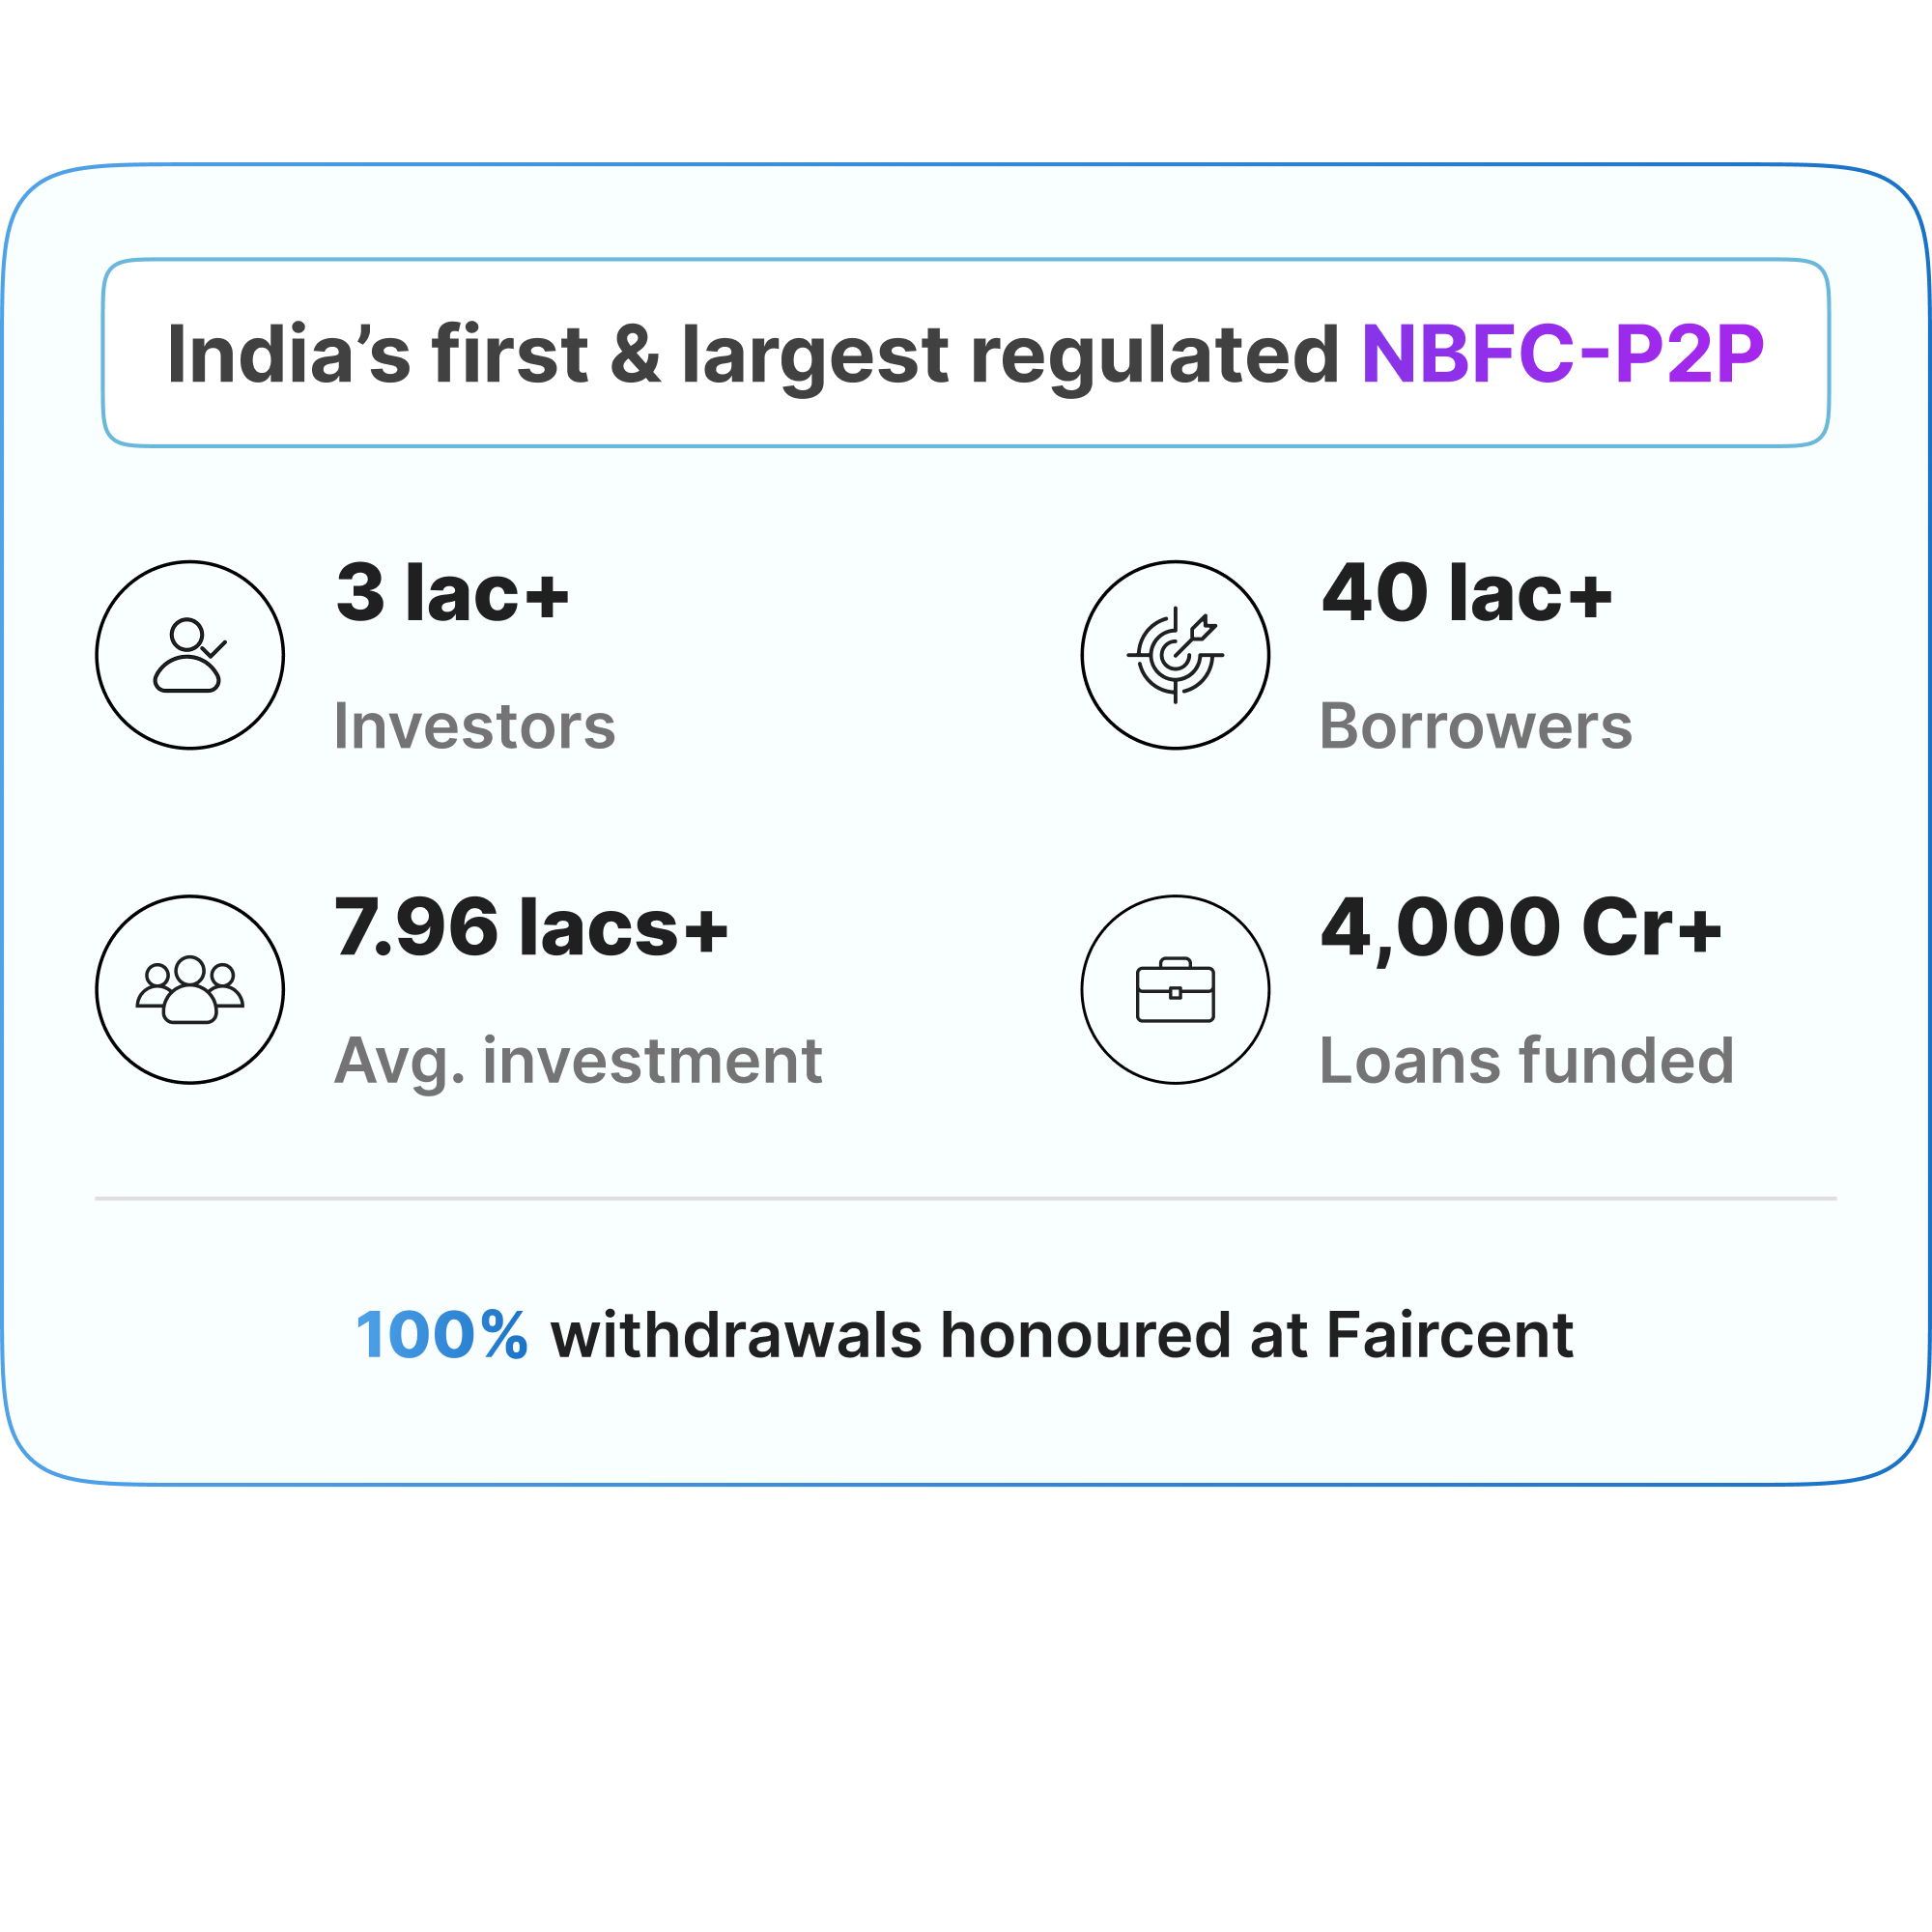 India’s first & largest regulated NBFC-P2P
3 lac+
Investors
40 lac+
Borrowers
7.96 lacs+
Avg. investment
4,000 Cr+
Loans funded
100% withdrawals honoured at Faircent